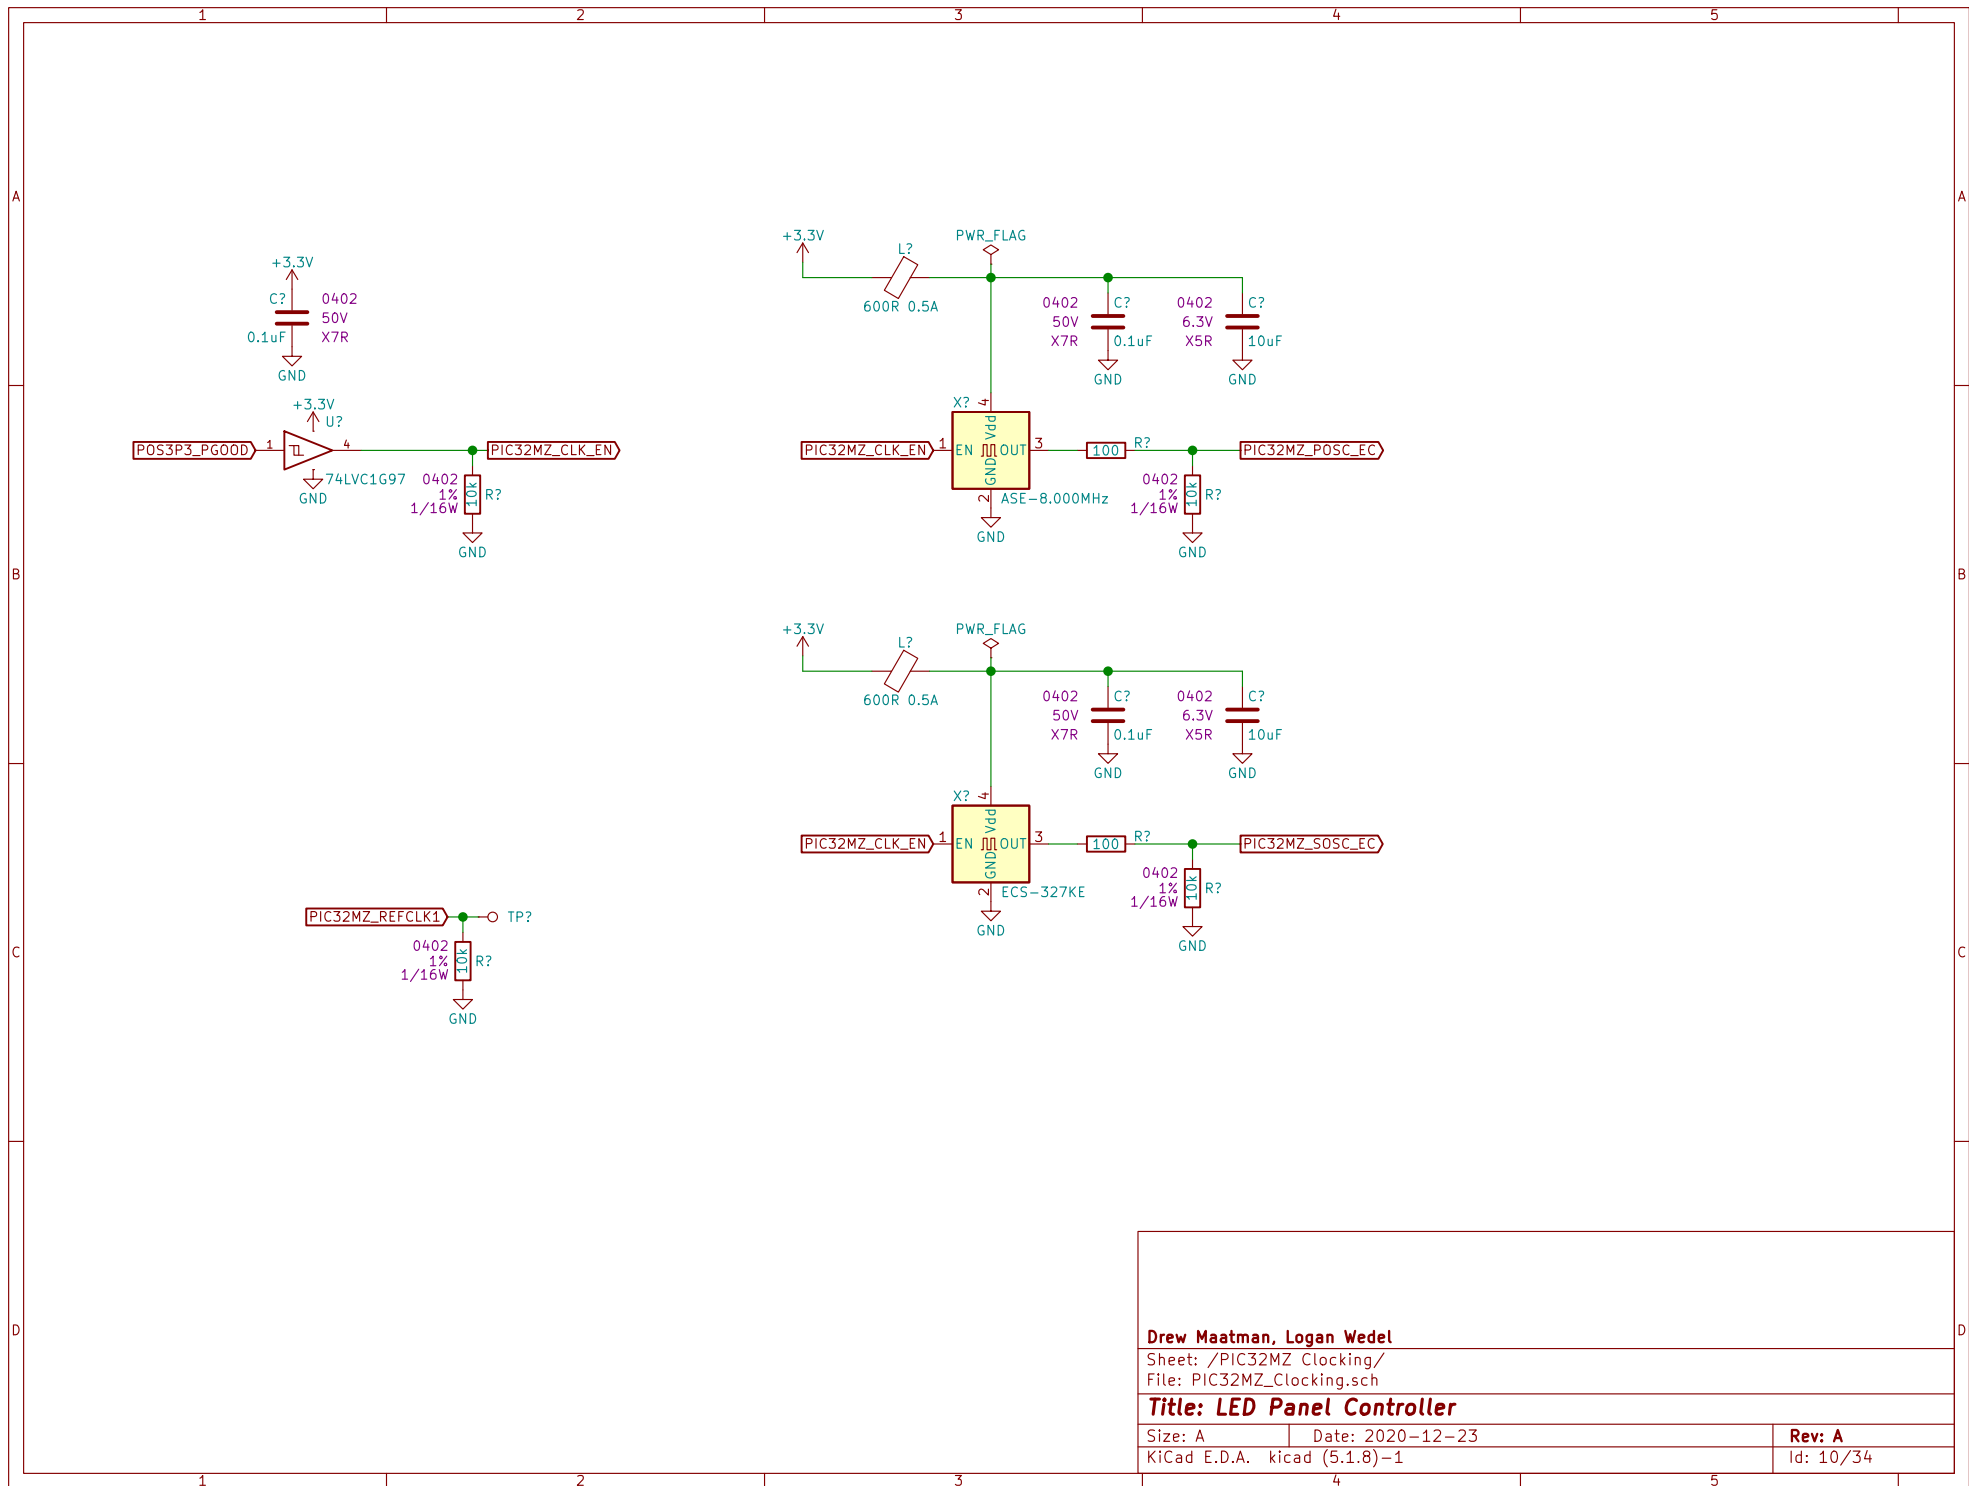 1 2 3 4 5
A A
+3.3V
C? 0402
50V
0.1uF X7R
GND
+3.3V
U?
POS3P3_PGOOD 1 4 PIC32MZ_CLK_EN
74LVC1G97
GND
0402
1% 10k R?
1/16W
GND
+3.3V PWR_FLAG
L?
600R 0.5A
0402 C? 0402 C?
50V 6.3V
X7R 0.1uF X5R 10uF
GND GND
X? 4
Vdd
PIC32MZ_CLK_EN 1 EN OUT 3 100 R? PIC32MZ_POSC_EC
GND
2 ASE-8.000MHz
GND
0402
1% 10k R?
1/16W
GND
B B
+3.3V PWR_FLAG
L?
600R 0.5A
0402 C? 0402 C?
50V 6.3V
X7R 0.1uF X5R 10uF
GND GND
X? 4
Vdd
PIC32MZ_CLK_EN 1 EN OUT 3 100 R? PIC32MZ_SOSC_EC
GND
2 ECS-327KE
GND
0402
1% 10k R?
1/16W
GND
PIC32MZ_REFCLK1 TP?
0402
1% 10k R?
1/16W
GND
C C
D D
Drew Maatman, Logan Wedel
Sheet: /PIC32MZ Clocking/
File: PIC32MZ_Clocking.sch
Title: LED Panel Controller
Size: A Date: 2020-12-23 Rev: A
KiCad E.D.A. kicad (5.1.8)-1 Id: 10/34
1 2 3 4 5